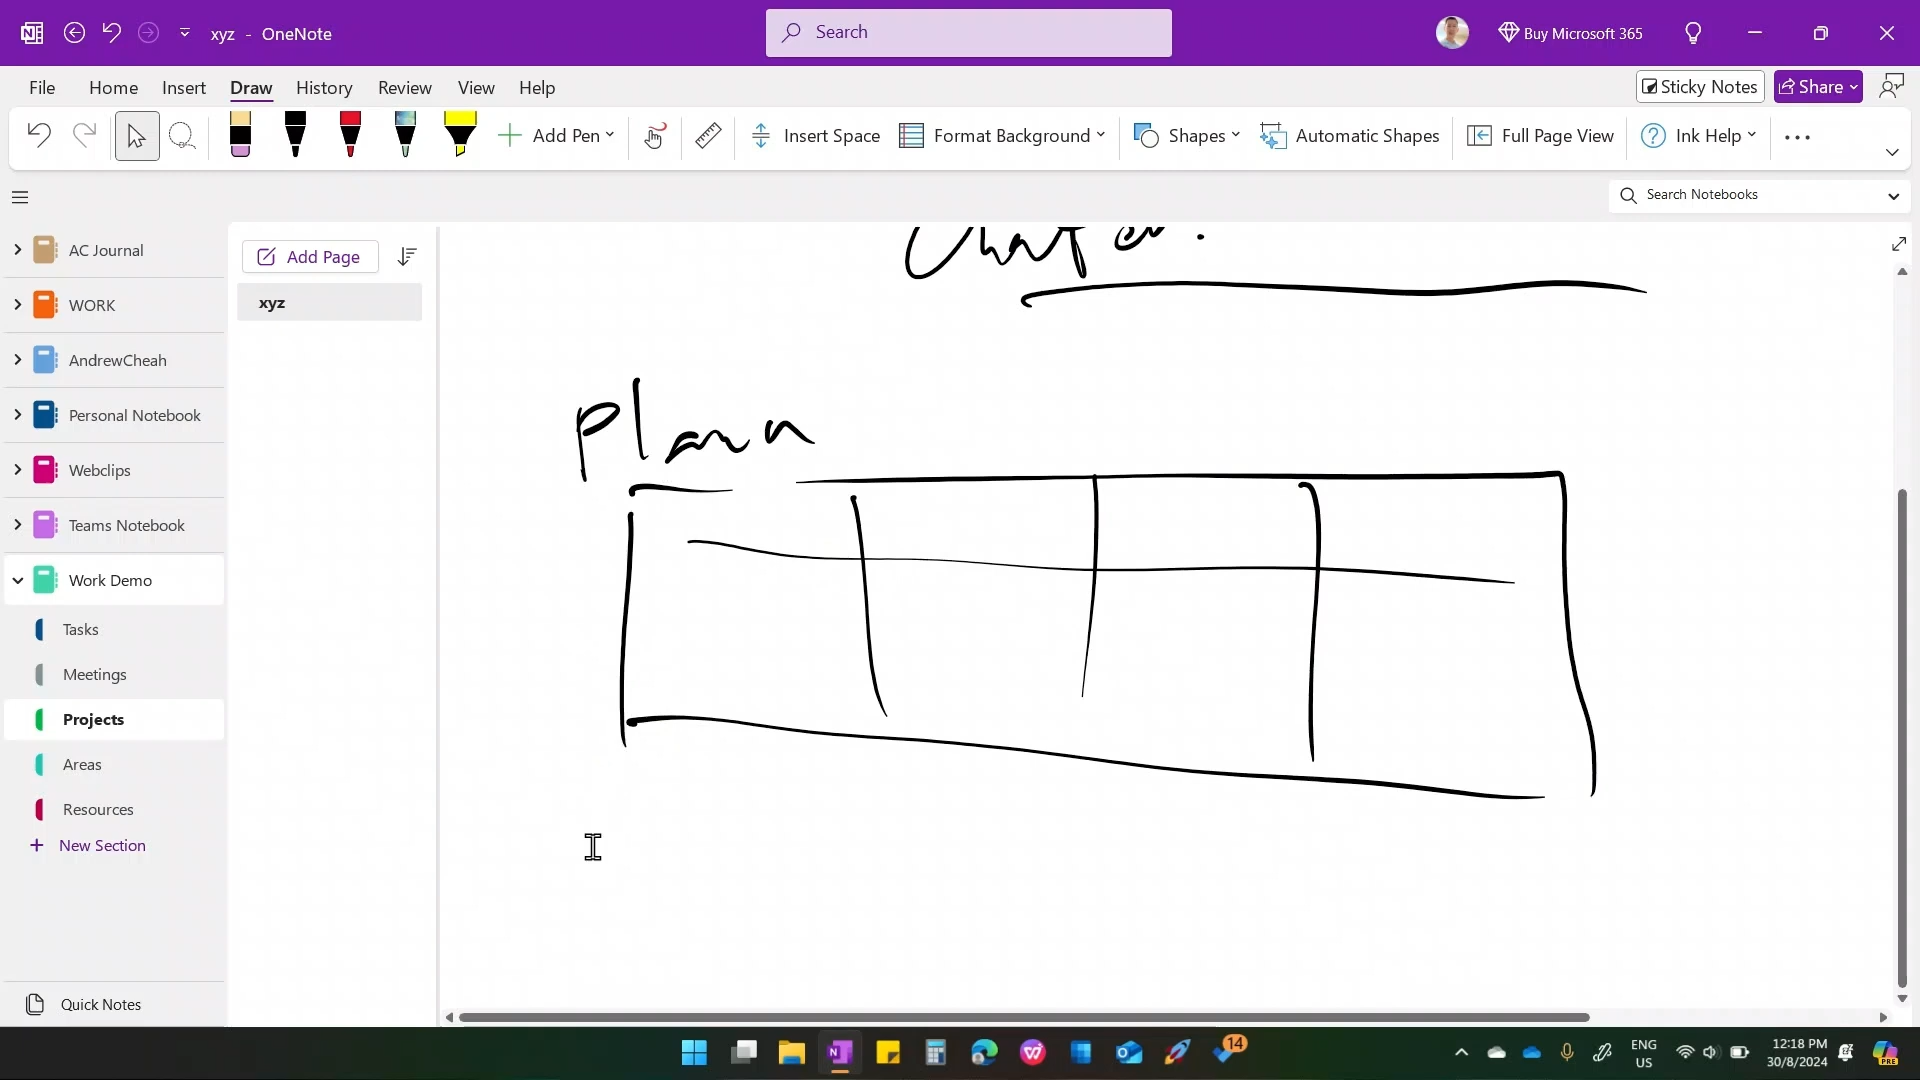 xyz - OneNote
Search
Buy Microsoft 365
File Home Insert Draw History Review View Help
Sticky Notes Share
Add Pen Insert Space Format Background Shapes Automatic Shapes Full Page View Ink Help
Search Notebooks
AC Journal
WORK
AndrewCheah
Personal Notebook
Webclips
Teams Notebook
Work Demo
Tasks
Meetings
Projects
Areas
Resources
New Section
Quick Notes
Add Page
xyz
Plan
14
ENG
US
12:18 PM
30/8/2024
PRE